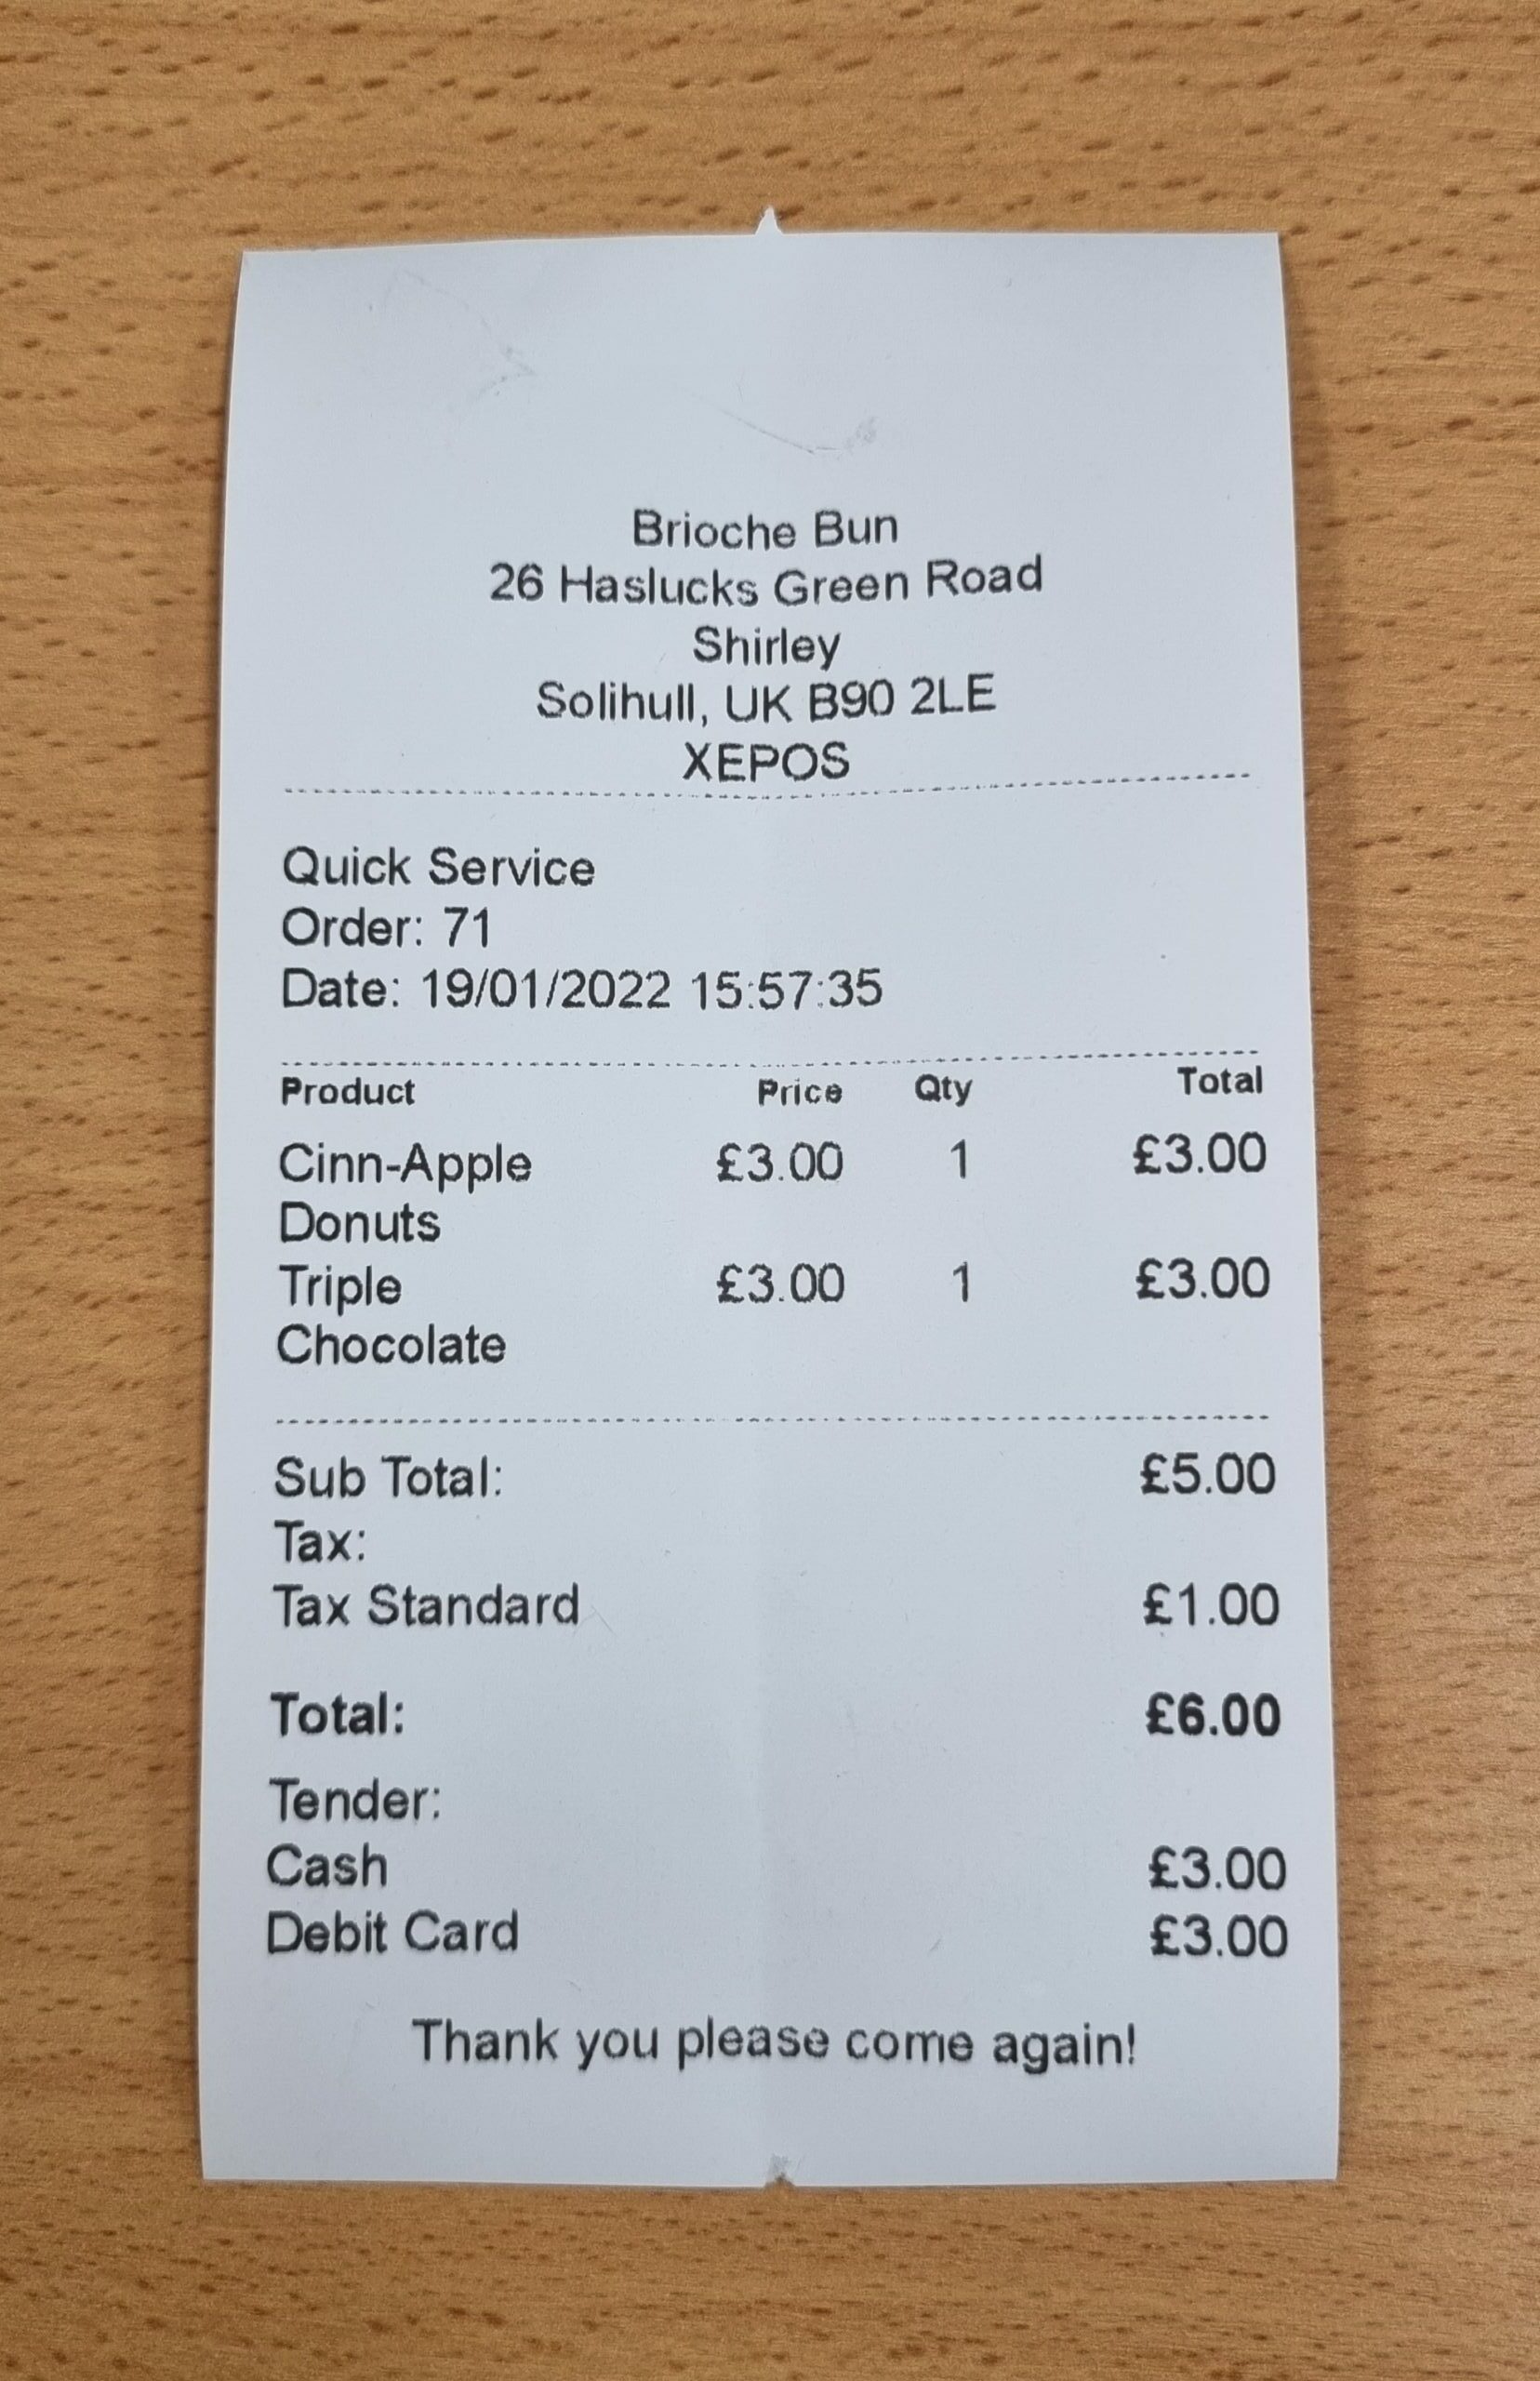 Brioche Bun
26 Haslucks Green Road
Shirley
Solihull, UK B90 2LE
XEPOS
Quick Service
Order: 71
Date: 19/01/2022 15:57:35
Product Price Qty Total
Cinn-Apple £3.00 1 £3.00
Donuts
Triple £3.00 1 £3.00
Chocolate
Sub Total: £5.00
Tax:
Tax Standard £1.00
Total: £6.00
Tender:
Cash £3.00
Debit Card £3.00
Thank you please come again!